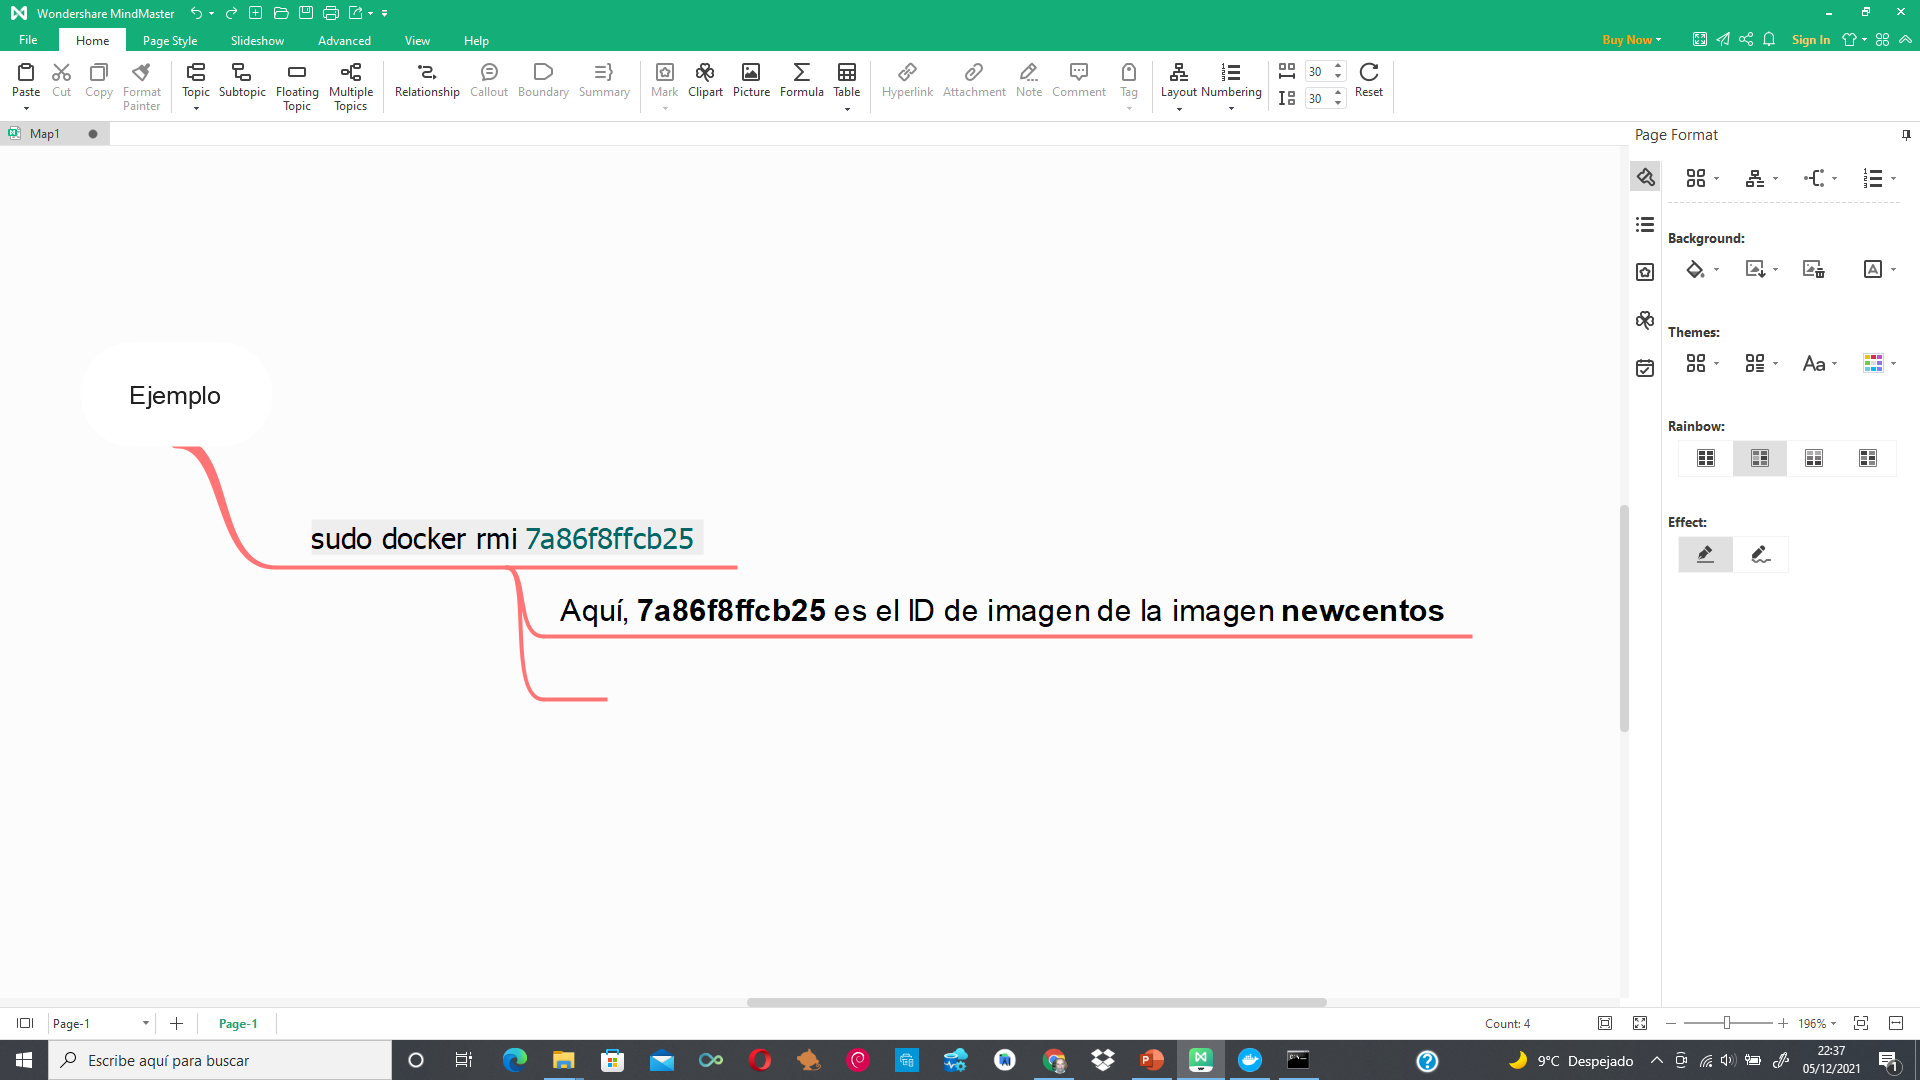 Wondershare MindMaster
File Home Page Style Slideshow Advanced View Help Buy Now Sign In
Paste Cut Copy Format Painter Topic Subtopic Floating Topic Multiple Topics Relationship Callout Boundary Summary Mark Clipart Picture Formula Table Hyperlink Attachment Note Comment Tag Layout Numbering 30 30 Reset
Map1
Page Format
Background:
Themes:
Aa
Rainbow:
Effect:
Ejemplo
sudo docker rmi 7a86f8ffcb25
Aquí, 7a86f8ffcb25 es el ID de imagen de la imagen newcentos
Page-1 Page-1 Count: 4 196%
Escribe aquí para buscar
9°C Despejado
22:37
05/12/2021
1